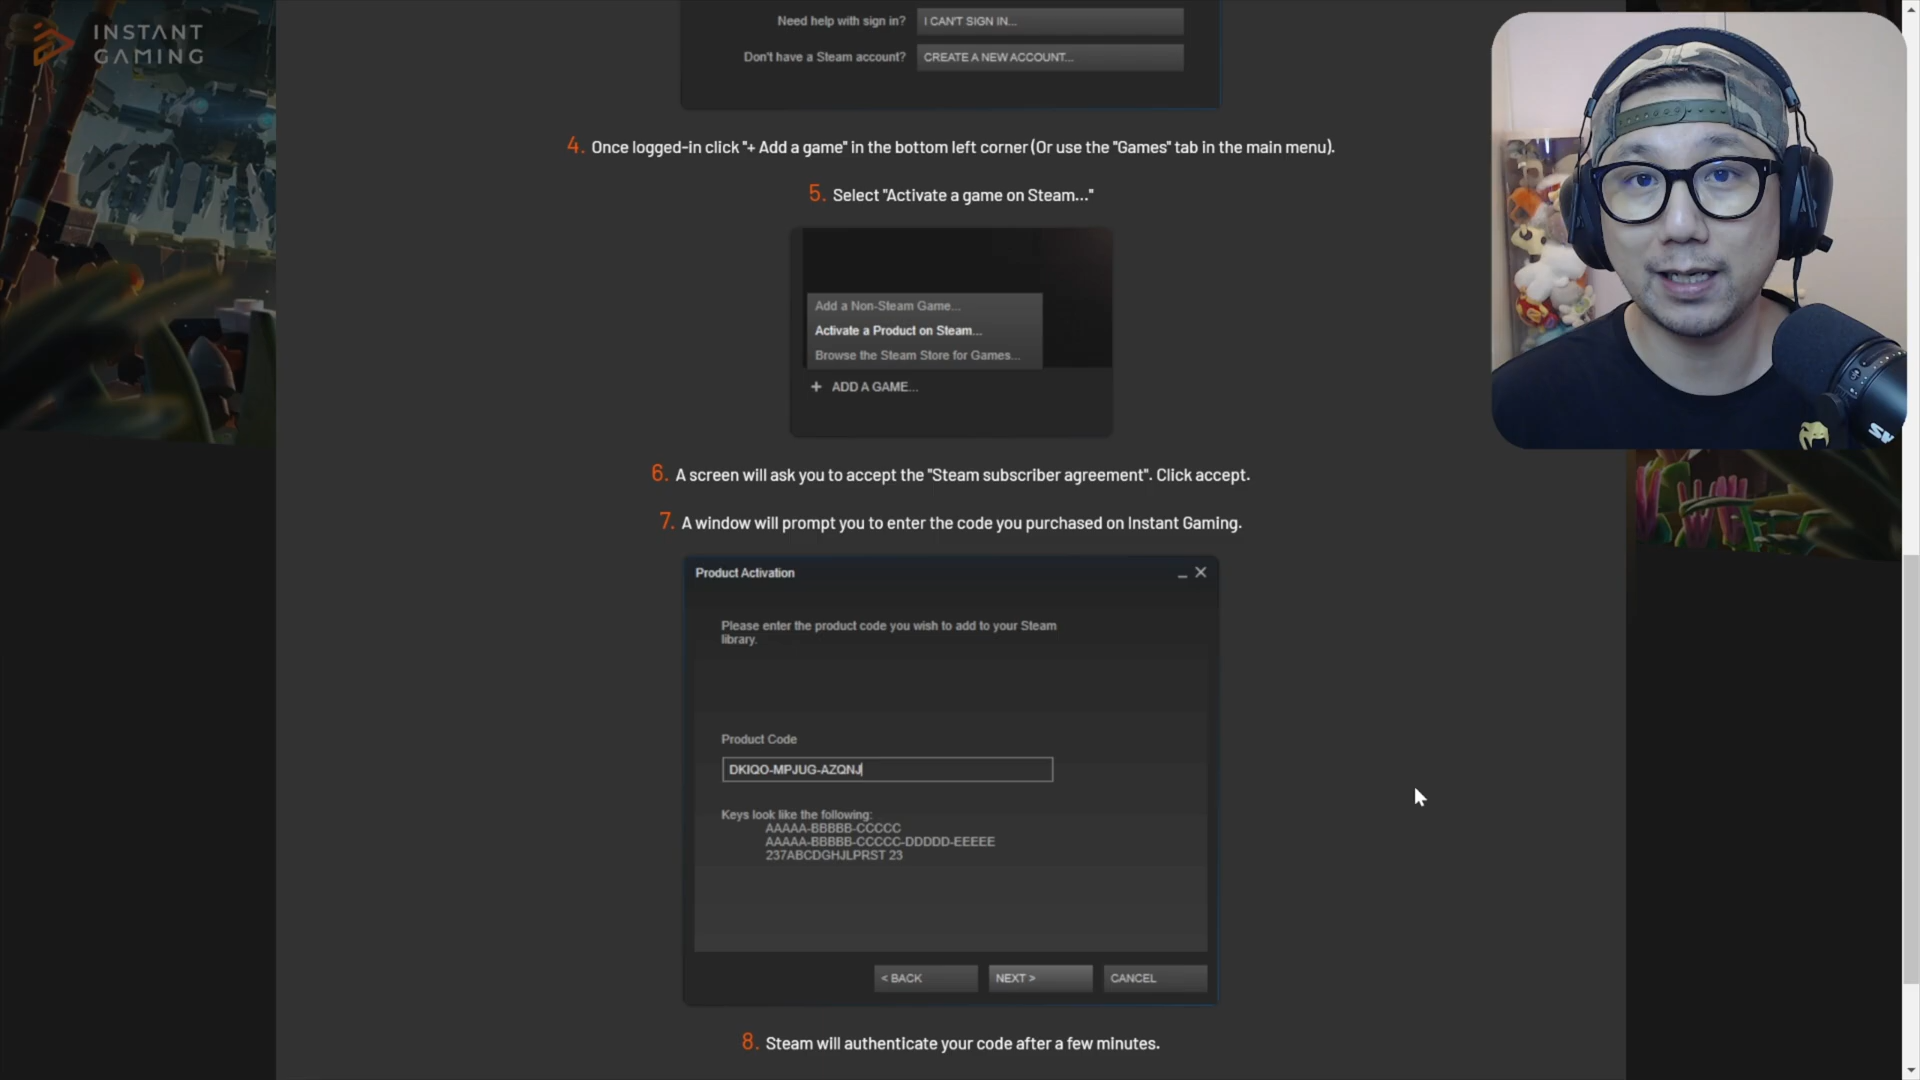 INSTANT
GAMING
Need help with sign in? I CAN'T SIGN IN...
Don't have a Steam account? CREATE A NEW ACCOUNT...
4. Once logged-in click "+ Add a game" in the bottom left corner (Or use the "Games" tab in the main menu).
5. Select "Activate a game on Steam..."
Add a Non-Steam Game...
Activate a Product on Steam...
Browse the Steam Store for Games...
+ ADD A GAME...
6. A screen will ask you to accept the "Steam subscriber agreement". Click accept.
7. A window will prompt you to enter the code you purchased on Instant Gaming.
Product Activation
Please enter the product code you wish to add to your Steam
library.
Product Code
DKIQO-MPJUG-AZQNJ
Keys look like the following:
AAAAA-BBBBB-CCCCC
AAAAA-BBBBB-CCCCC-DDDDD-EEEEE
237ABCDGHJLPRST 23
< BACK NEXT > CANCEL
8. Steam will authenticate your code after a few minutes.